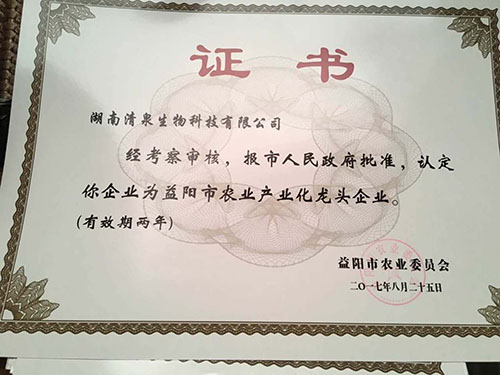 证书
湖南清泉生物科技有限公司
经考察审核，报市人民政府批准，认定
你企业为益阳市农业产业化龙头企业。
(有效期两年)
益阳市农业委员会
二〇一七年八月二十五日